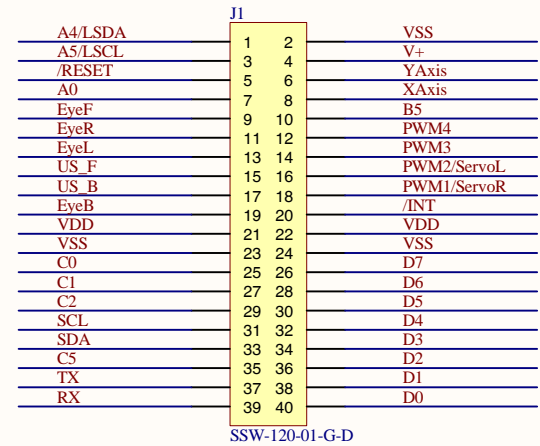 J1
A4/LSDA 1 2 VSS
A5/LSCL 3 4 V+
/RESET 5 6 YAxis
A0 7 8 XAxis
EyeF 9 10 B5
EyeR 11 12 PWM4
EyeL 13 14 PWM3
US_F 15 16 PWM2/ServoL
US_B 17 18 PWM1/ServoR
EyeB 19 20 /INT
VDD 21 22 VDD
VSS 23 24 VSS
C0 25 26 D7
C1 27 28 D6
C2 29 30 D5
SCL 31 32 D4
SDA 33 34 D3
C5 35 36 D2
TX 37 38 D1
RX 39 40 D0
SSW-120-01-G-D